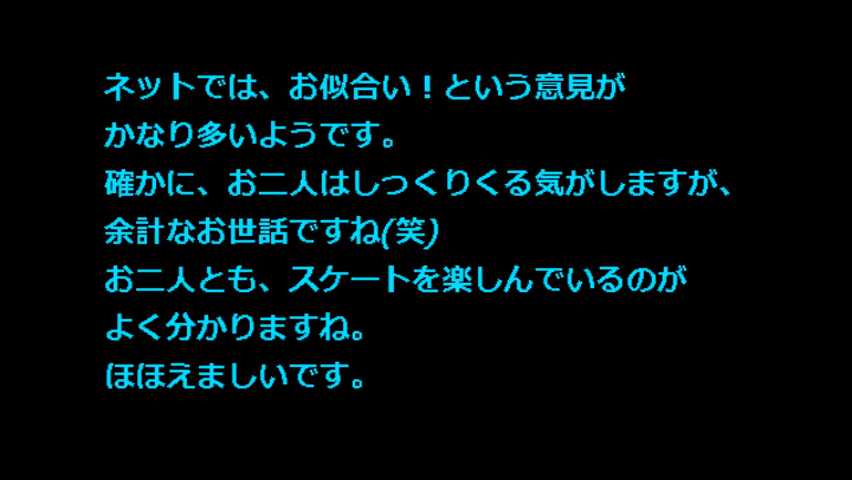 ネットでは、お似合い！という意見が
かなり多いようです。
確かに、お二人はしっくりくる気がしますが、
余計なお世話ですね(笑)
お二人とも、スケートを楽しんでいるのが
よく分かりますね。
ほほえましいです。